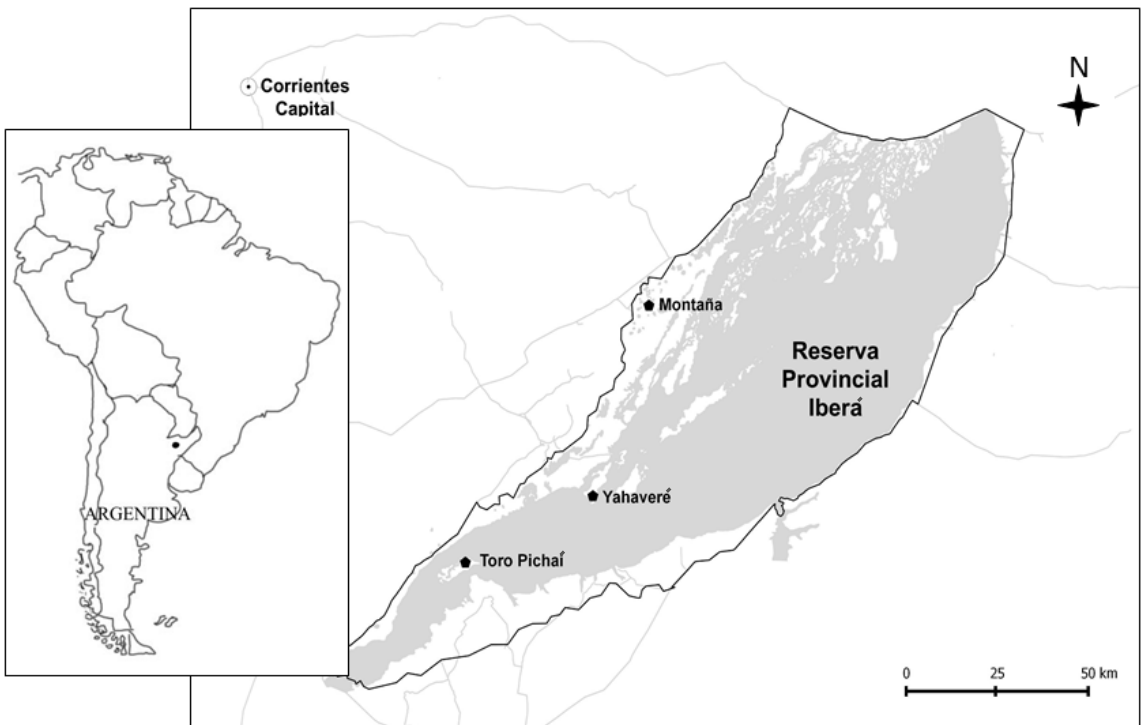 Corrientes
Capital
N
Montaña
Reserva
Provincial
Iberá
Yahaveré
Toro Pichaí
ARGENTINA
0 25 50 km